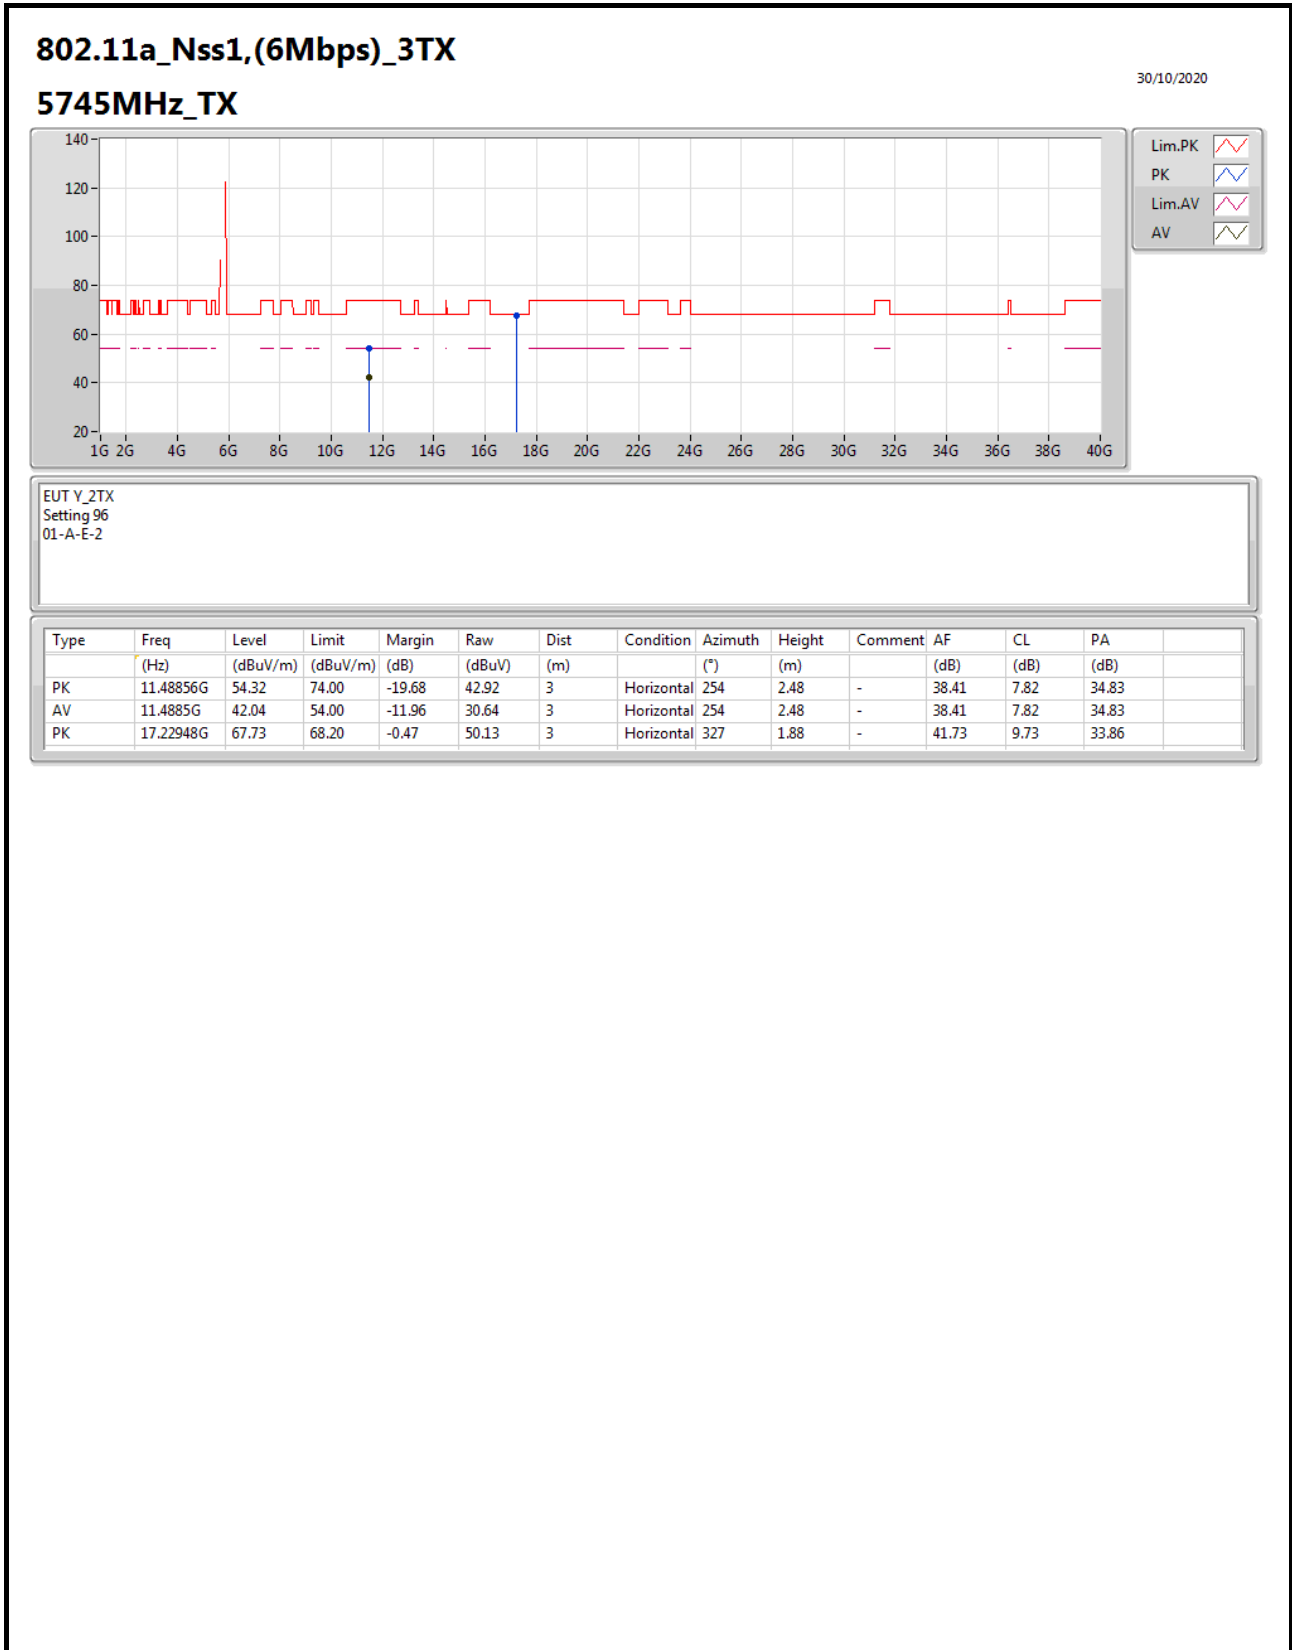 802.11a_Nss1,(6Mbps)_3TX
30/10/2020
5745MHz_TX
140
120
100
80
60
40
20
1G 2G 4G 6G 8G 10G 12G 14G 16G 18G 20G 22G 24G 26G 28G 30G 32G 34G 36G 38G 40G
Lim.PK
PK
Lim.AV
AV
EUT Y_2TX
Setting 96
01-A-E-2
Type Freq Level Limit Margin Raw Dist Condition Azimuth Height Comment AF CL PA
(Hz) (dBuV/m) (dBuV/m) (dB) (dBuV) (m) (°) (m) (dB) (dB) (dB)
PK 11.48856G 54.32 74.00 -19.68 42.92 3 Horizontal 254 2.48 - 38.41 7.82 34.83
AV 11.4885G 42.04 54.00 -11.96 30.64 3 Horizontal 254 2.48 - 38.41 7.82 34.83
PK 17.22948G 67.73 68.20 -0.47 50.13 3 Horizontal 327 1.88 - 41.73 9.73 33.86